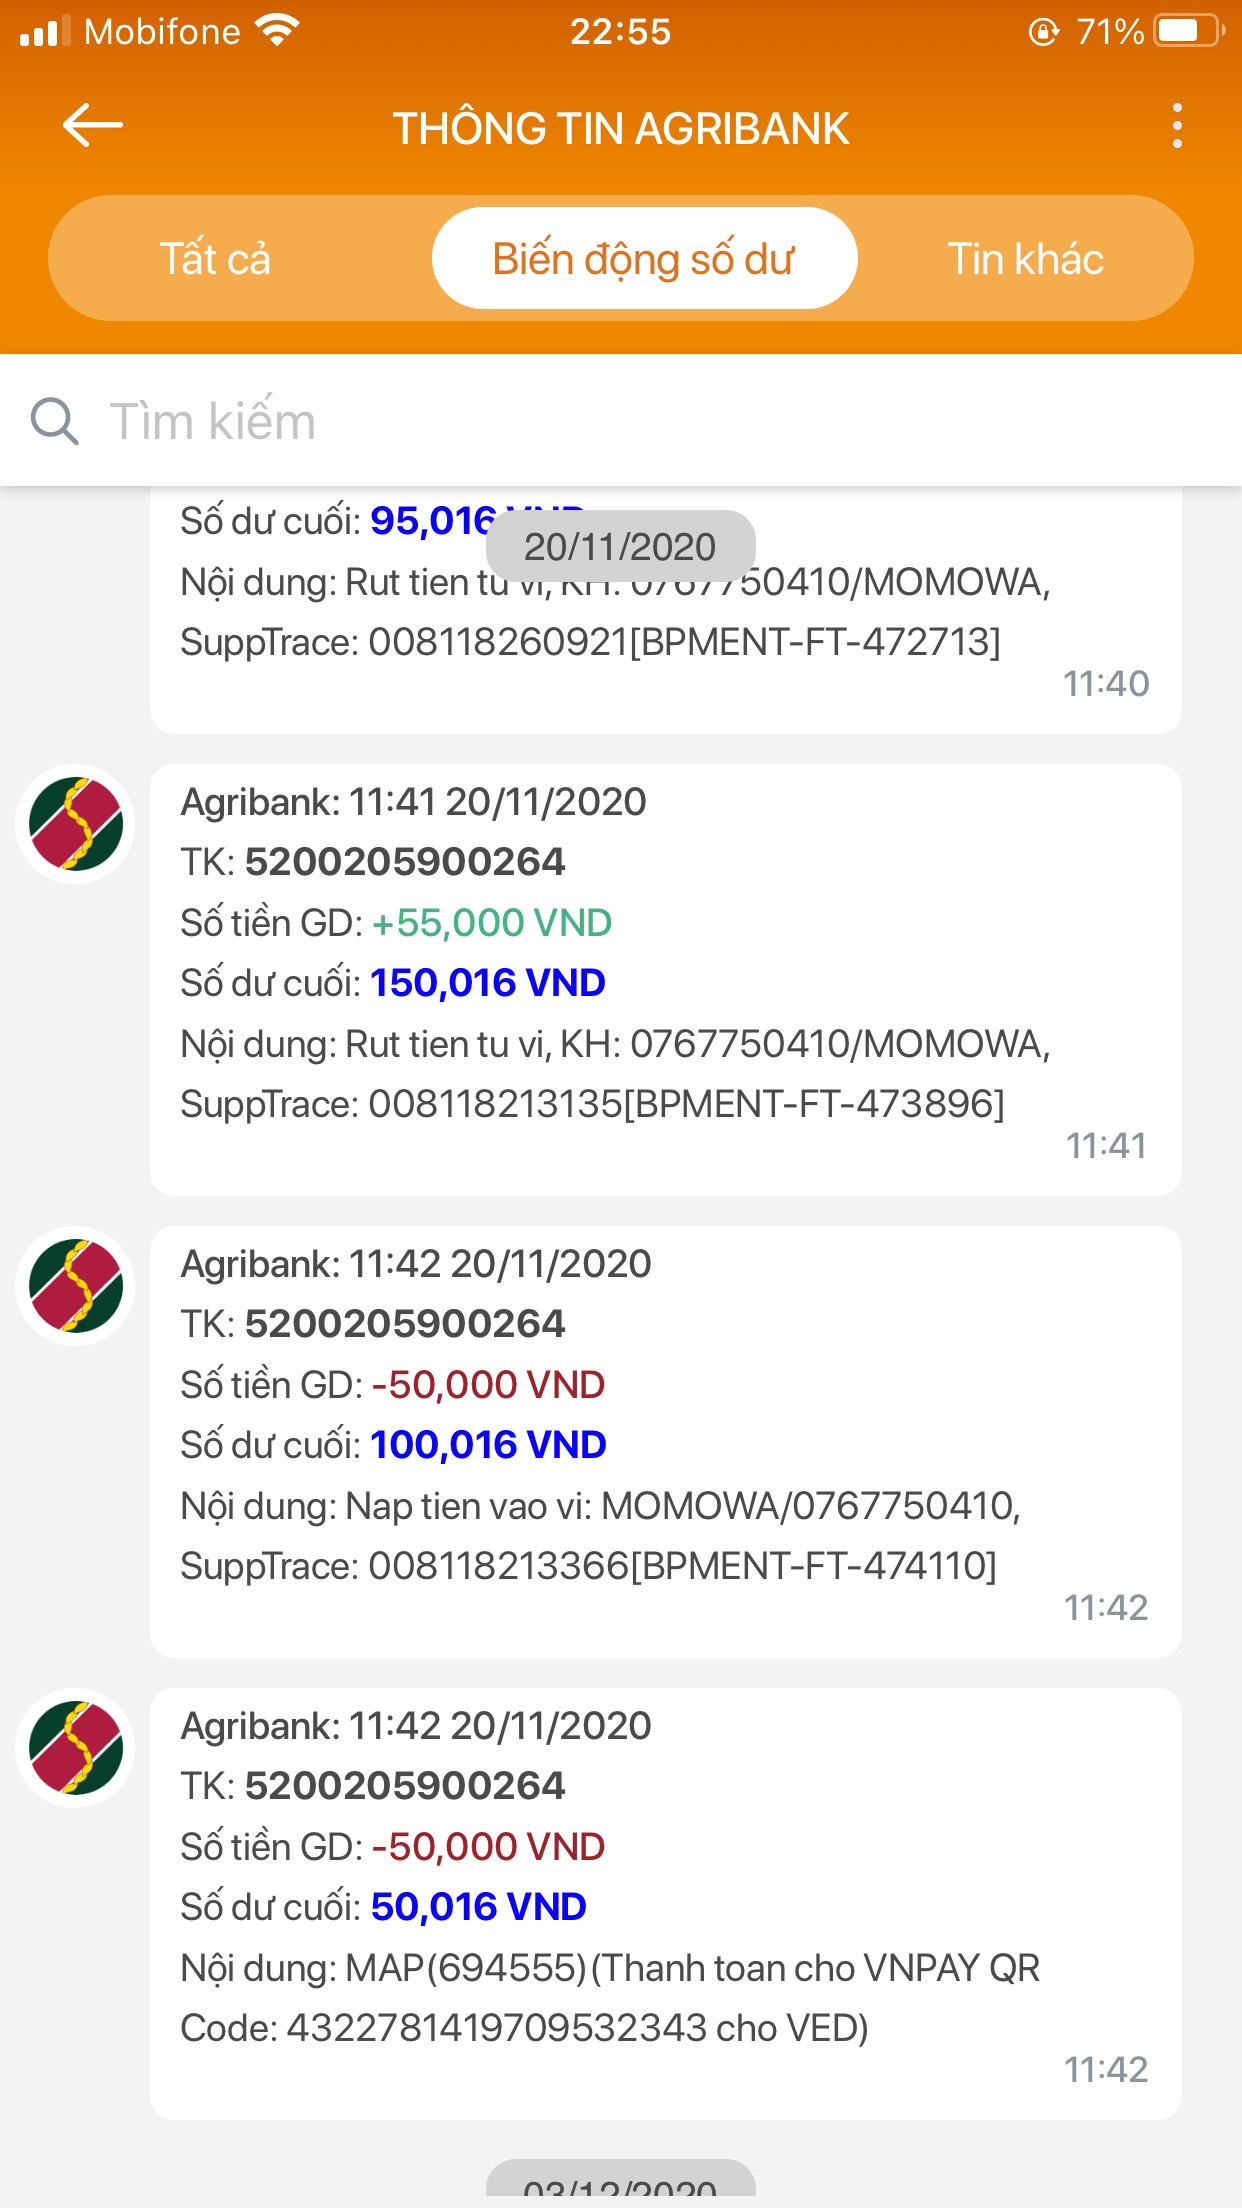 Mobifone 22:55 71%
THÔNG TIN AGRIBANK
Tất cả Biến động số dư Tin khác
Tìm kiếm
Số dư cuối: 95,016 VND
20/11/2020
Nội dung: Rut tien tu vi, KH: 0767750410/MOMOWA,
SuppTrace: 008118260921[BPMENT-FT-472713]
11:40
Agribank: 11:41 20/11/2020
TK: 5200205900264
Số tiền GD: +55,000 VND
Số dư cuối: 150,016 VND
Nội dung: Rut tien tu vi, KH: 0767750410/MOMOWA,
SuppTrace: 008118213135[BPMENT-FT-473896]
11:41
Agribank: 11:42 20/11/2020
TK: 5200205900264
Số tiền GD: -50,000 VND
Số dư cuối: 100,016 VND
Nội dung: Nap tien vao vi: MOMOWA/0767750410,
SuppTrace: 008118213366[BPMENT-FT-474110]
11:42
Agribank: 11:42 20/11/2020
TK: 5200205900264
Số tiền GD: -50,000 VND
Số dư cuối: 50,016 VND
Nội dung: MAP(694555)(Thanh toan cho VNPAY QR
Code: 4322781419709532343 cho VED)
11:42
03/12/2020